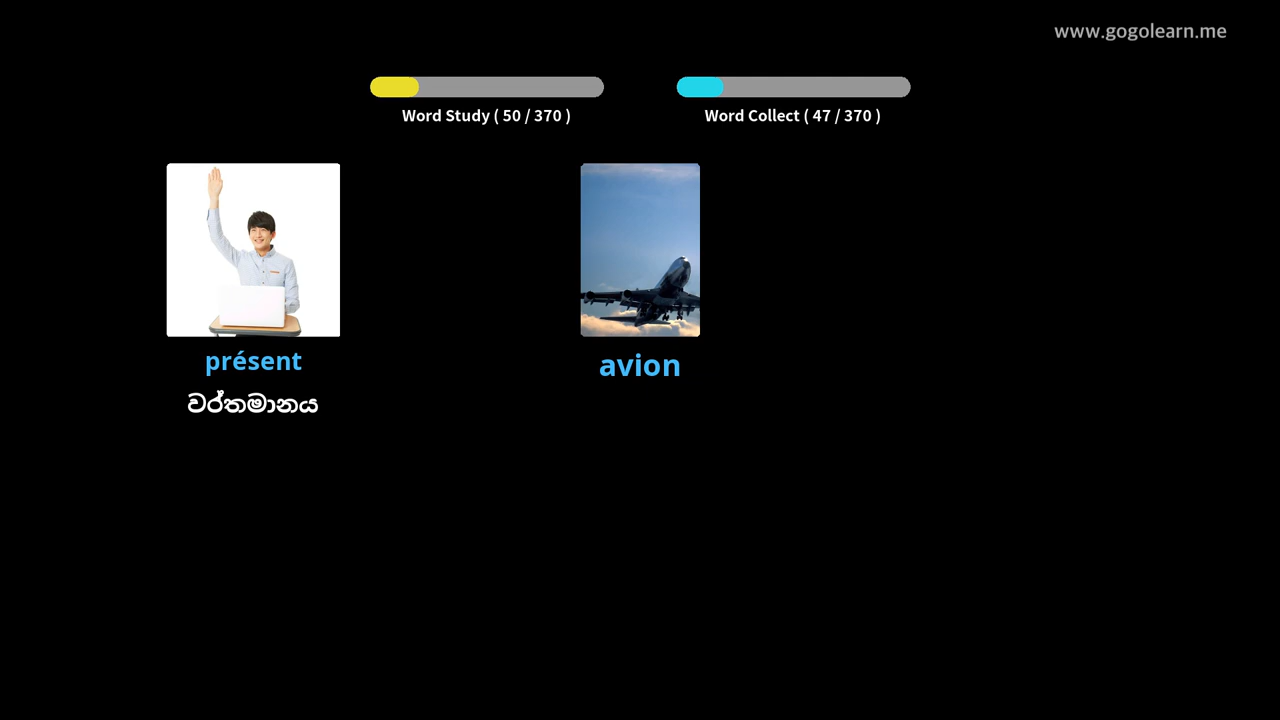 www.gogolearn.me
Word Study ( 50 / 370 )
Word Collect ( 47 / 370 )
présent
වර්තමානය
avion